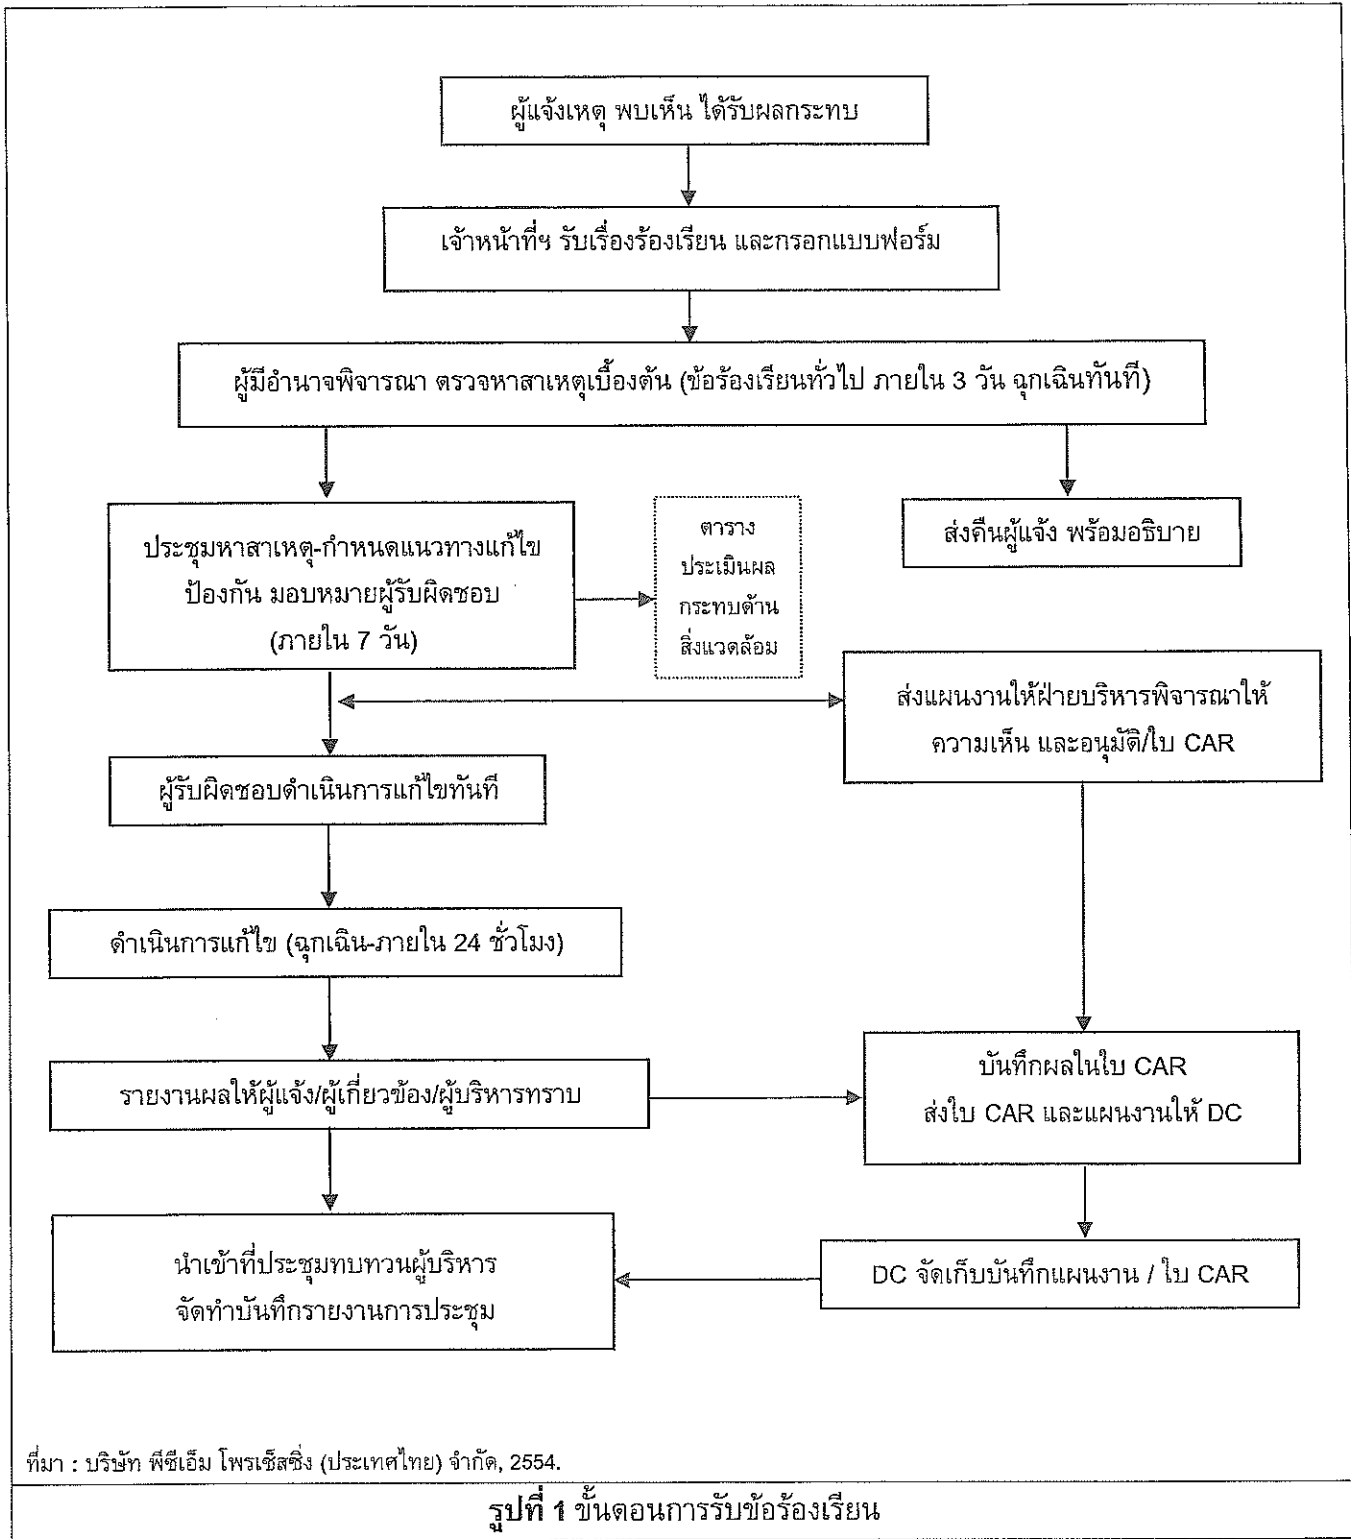 ผู้แจ้งเหตุ พบเห็น ได้รับผลกระทบ
เจ้าหน้าที่ฯ รับเรื่องร้องเรียน และกรอกแบบฟอร์ม
ผู้มีอำนาจพิจารณา ตรวจหาสาเหตุเบื้องต้น (ข้อร้องเรียนทั่วไป ภายใน 3 วัน ฉุกเฉินทันที)
ประชุมหาสาเหตุ-กำหนดแนวทางแก้ไข
ป้องกัน มอบหมายผู้รับผิดชอบ
(ภายใน 7 วัน)
ตาราง
ประเมินผล
กระทบด้าน
สิ่งแวดล้อม
ส่งคืนผู้แจ้ง พร้อมอธิบาย
ส่งแผนงานให้ฝ่ายบริหารพิจารณาให้
ความเห็น และอนุมัติ/ใบ CAR
ผู้รับผิดชอบดำเนินการแก้ไขทันที
ดำเนินการแก้ไข (ฉุกเฉิน-ภายใน 24 ชั่วโมง)
รายงานผลให้ผู้แจ้ง/ผู้เกี่ยวข้อง/ผู้บริหารทราบ
บันทึกผลในใบ CAR
ส่งใบ CAR และแผนงานให้ DC
นำเข้าที่ประชุมทบทวนผู้บริหาร
จัดทำบันทึกรายงานการประชุม
DC จัดเก็บบันทึกแผนงาน / ใบ CAR
ที่มา : บริษัท พีซีเอ็ม โพรเซ็สซิ่ง (ประเทศไทย) จำกัด, 2554.
รูปที่ 1 ขั้นตอนการรับข้อร้องเรียน